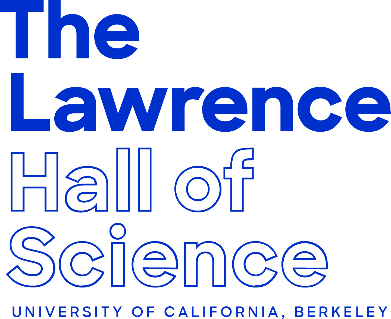 The
Lawrence
Hall of
Science
UNIVERSITY OF CALIFORNIA, BERKELEY